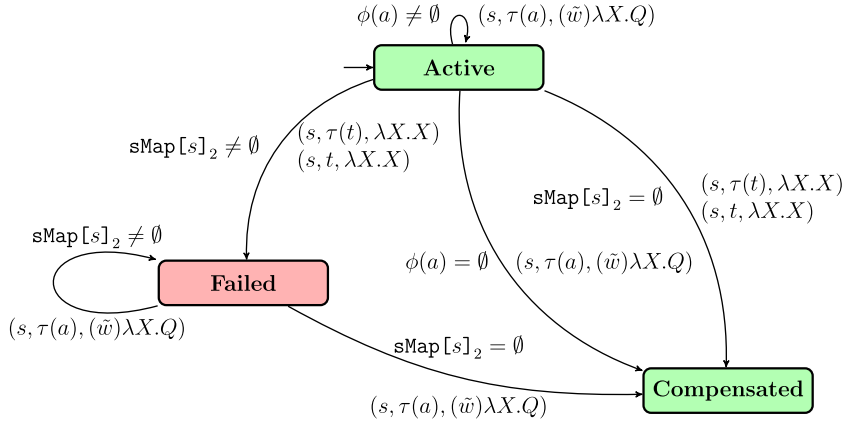 ϕ(a) ≠ ∅
(s, τ(a), (w̃)λX.Q)
Active
sMap[s]₂ ≠ ∅
(s, τ(t), λX.X)
(s, t, λX.X)
sMap[s]₂ = ∅
(s, τ(t), λX.X)
(s, t, λX.X)
sMap[s]₂ ≠ ∅
Failed
ϕ(a) = ∅
(s, τ(a), (w̃)λX.Q)
(s, τ(a), (w̃)λX.Q)
sMap[s]₂ = ∅
Compensated
(s, τ(a), (w̃)λX.Q)